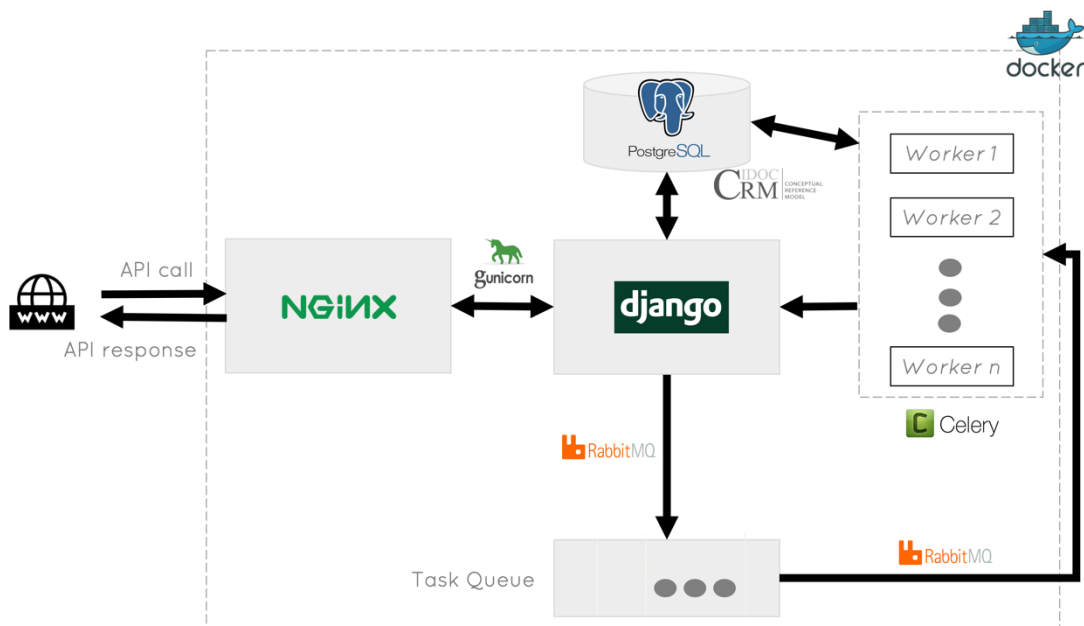 docker
PostgreSQL
CIDOC
CRM
CONCEPTUAL
REFERENCE
MODEL
Worker 1
Worker 2
Worker n
API call
WWW
API response
NGINX
gunicorn
django
C Celery
RabbitMQ
Task Queue
RabbitMQ